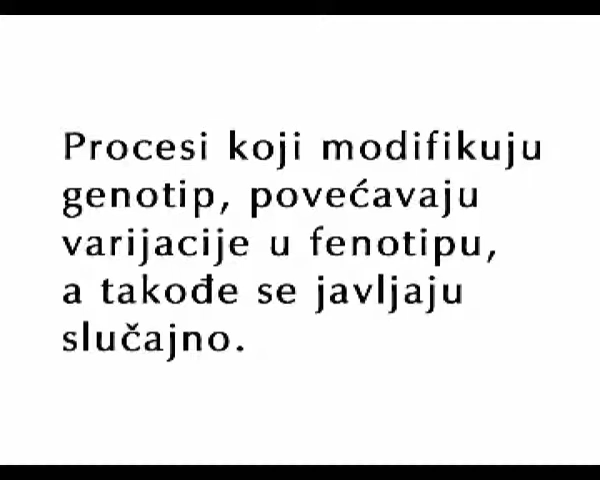 Procesi koji modifikuju
genotip, povećavaju
varijacije u fenotipu,
a takođe se javljaju
slučajno.